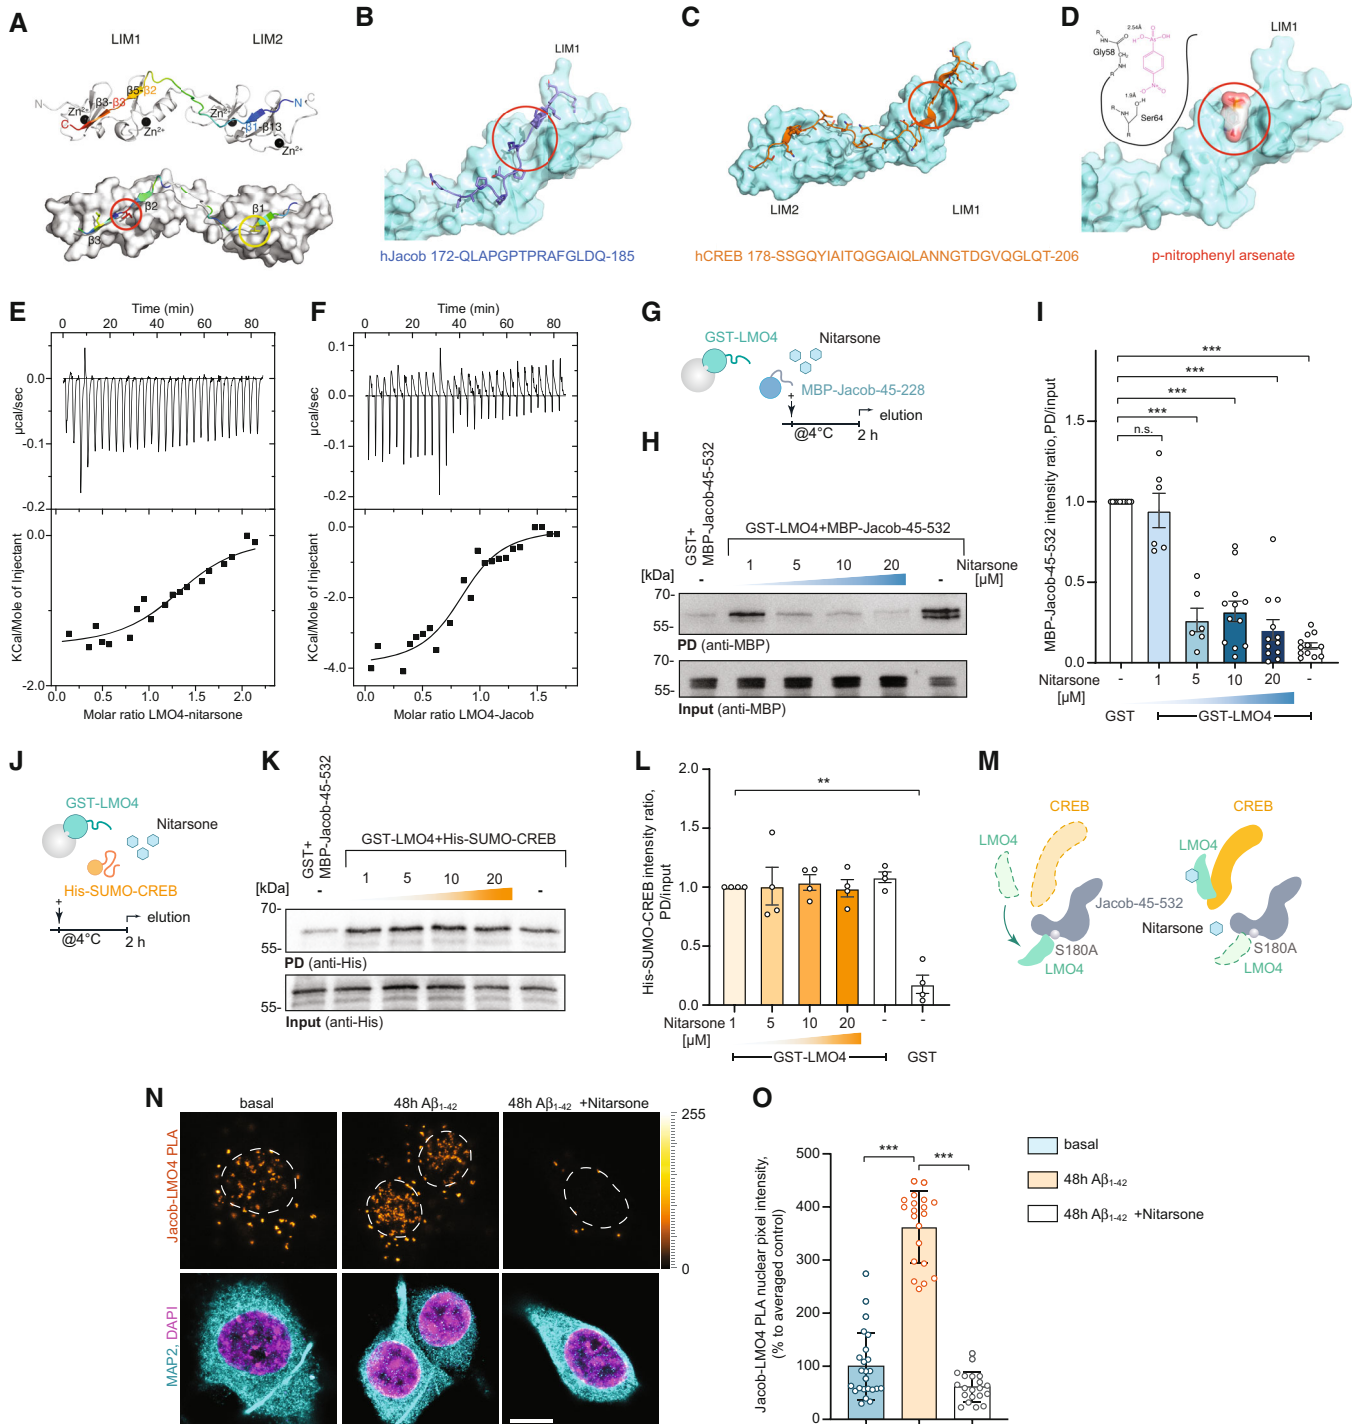 A
LIM1
LIM2
N
C
Zn2+
β3-β3
β5-β2
Zn2+
Zn2+
β1-β13
N
C
Zn2+
β3
β2
β1
B
LIM1
hJacob 172-QLAPGPTPRAFGLDQ-185
C
LIM2
LIM1
hCREB 178-SSGQYIAITQGGAIQLANNGTDGVQGLQT-206
D
LIM1
2.54Å
Gly58
1.9Å
Ser64
p-nitrophenyl arsenate
E
Time (min)
0 20 40 60 80
µcal/sec
0.0
-0.1
-0.2
KCal/Mole of Injectant
0.0
-1.0
-2.0
0.0 0.5 1.0 1.5 2.0
Molar ratio LMO4-nitarsone
F
Time (min)
0 20 40 60 80
µcal/sec
0.1
0.0
-0.1
-0.2
KCal/Mole of Injectant
0.0
-2.0
-4.0
0.0 0.5 1.0 1.5
Molar ratio LMO4-Jacob
G
GST-LMO4
Nitarsone
MBP-Jacob-45-228
+
elution
@4°C
2 h
H
GST+
MBP-Jacob-45-532
GST-LMO4+MBP-Jacob-45-532
[kDa]
- 1 5 10 20 -
Nitarsone
[µM]
70-
55-
PD (anti-MBP)
70-
55-
Input (anti-MBP)
I
MBP-Jacob-45-532 intensity ratio, PD/input
1.5
1.0
0.5
0.0
***
***
***
***
n.s.
Nitarsone
[µM]
- 1 5 10 20 -
GST
GST-LMO4
J
GST-LMO4
Nitarsone
His-SUMO-CREB
+
elution
@4°C
2 h
K
GST+
MBP-Jacob-45-532
GST-LMO4+His-SUMO-CREB
[kDa]
- 1 5 10 20 -
70-
55-
PD (anti-His)
55-
Input (anti-His)
L
His-SUMO-CREB intensity ratio,
PD/input
2.0
1.5
1.0
0.5
0.0
**
Nitarsone
[µM]
1 5 10 20 - -
GST-LMO4
GST
M
CREB
LMO4
Jacob-45-532
S180A
LMO4
CREB
LMO4
Nitarsone
S180A
LMO4
N
basal
48h Aβ1-42
48h Aβ1-42 +Nitarsone
Jacob-LMO4 PLA
255
0
MAP2, DAPI
O
Jacob-LMO4 PLA nuclear pixel intensity,
(% to averaged control)
500
400
300
200
100
0
***
***
basal
48h Aβ1-42
48h Aβ1-42 +Nitarsone